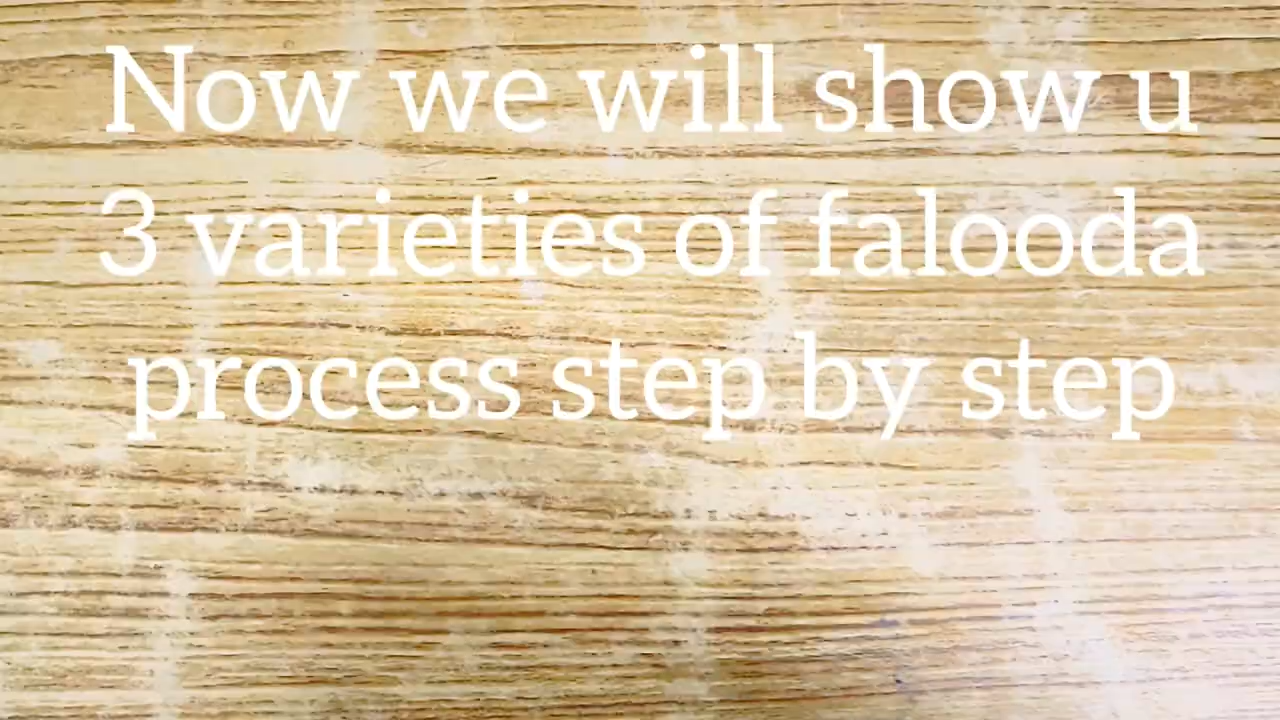 Now we will show u
3 varieties of falooda
process step by step